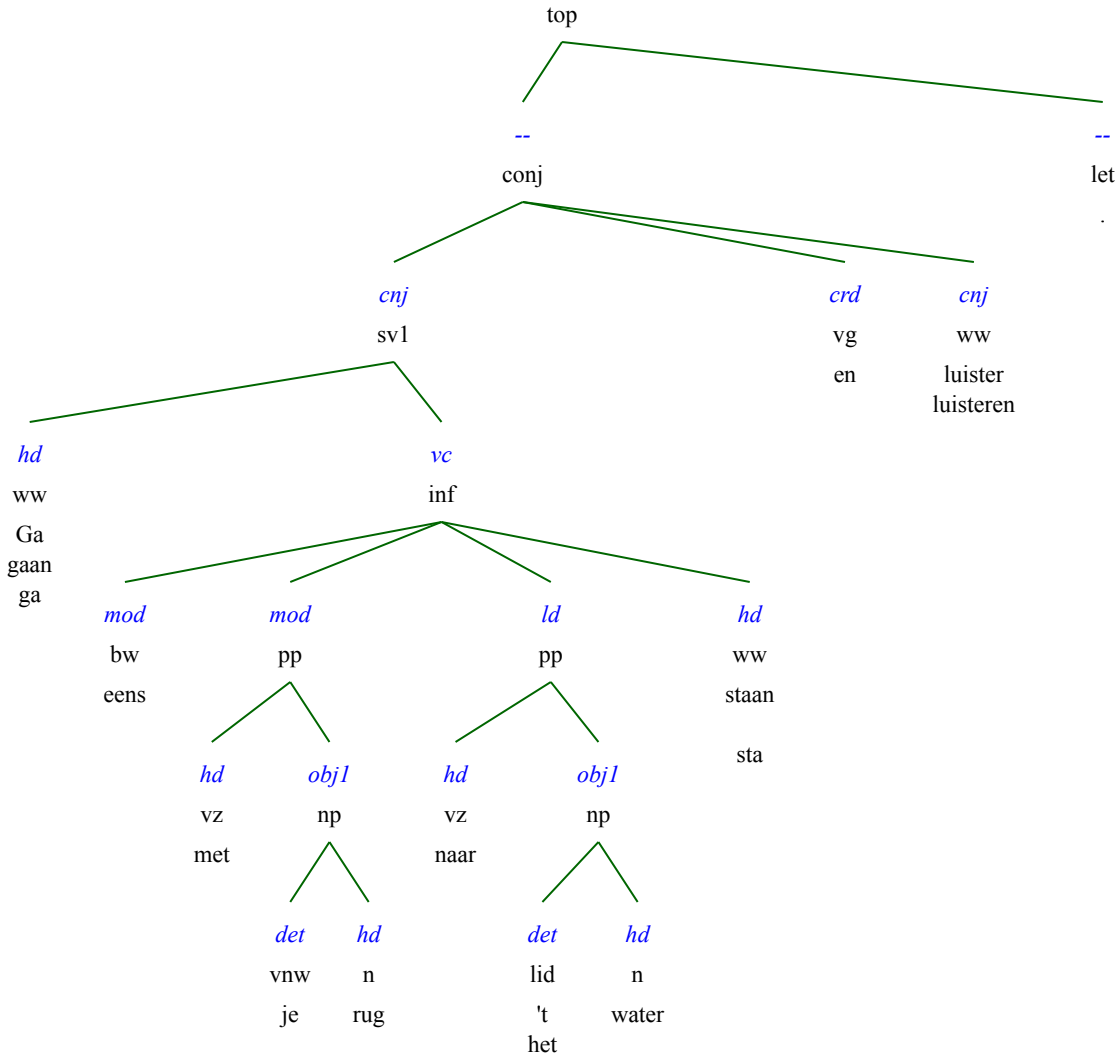 top
-- --
conj let
.
cnj crd cnj
sv1 vg ww
en luister
luisteren
hd vc
ww inf
Ga
gaan
ga
mod mod ld hd
bw pp pp ww
eens staan
sta
hd obj1 hd obj1
vz np vz np
met naar
det hd det hd
vnw n lid n
je rug 't water
het